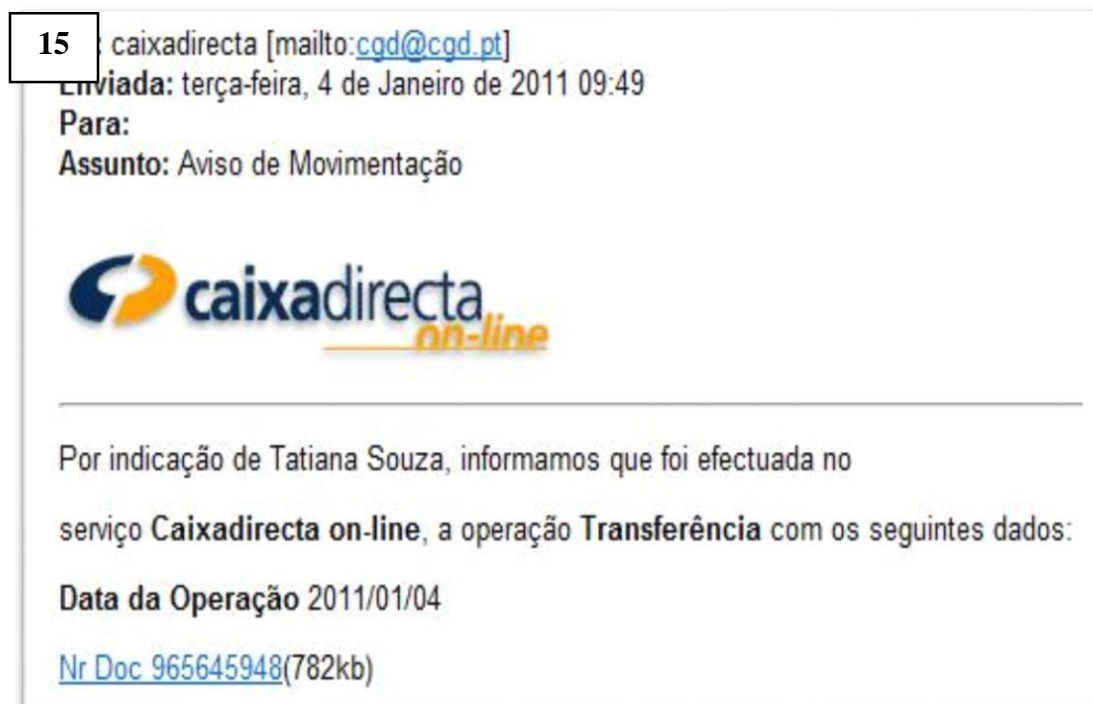 15 : caixadirecta [mailto:cgd@cgd.pt]
Enviada: terça-feira, 4 de Janeiro de 2011 09:49
Para:
Assunto: Aviso de Movimentação
caixadirecta
on-line
Por indicação de Tatiana Souza, informamos que foi efectuada no
serviço Caixadirecta on-line, a operação Transferência com os seguintes dados:
Data da Operação 2011/01/04
Nr Doc 965645948(782kb)